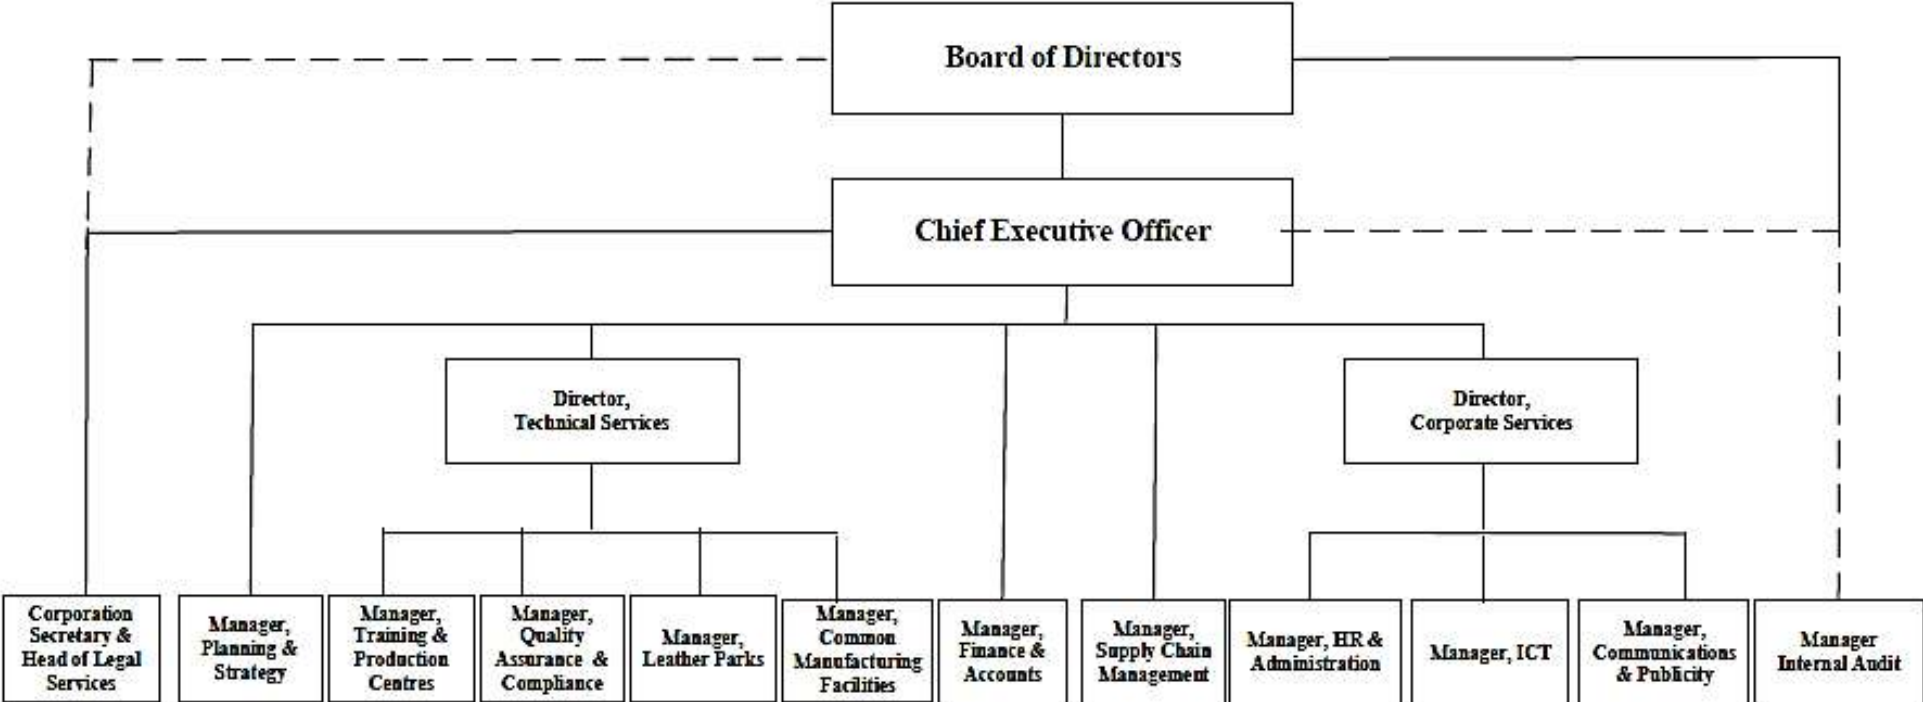 Board of Directors
Chief Executive Officer
Director,
Technical Services
Director,
Corporate Services
Corporation
Secretary &
Head of Legal
Services
Manager,
Planning &
Strategy
Manager,
Training &
Production
Centres
Manager,
Quality
Assurance &
Compliance
Manager,
Leather Parks
Manager,
Common
Manufacturing
Facilities
Manager,
Finance &
Accounts
Manager,
Supply Chain
Management
Manager, HR &
Administration
Manager, ICT
Manager,
Communications
& Publicity
Manager
Internal Audit